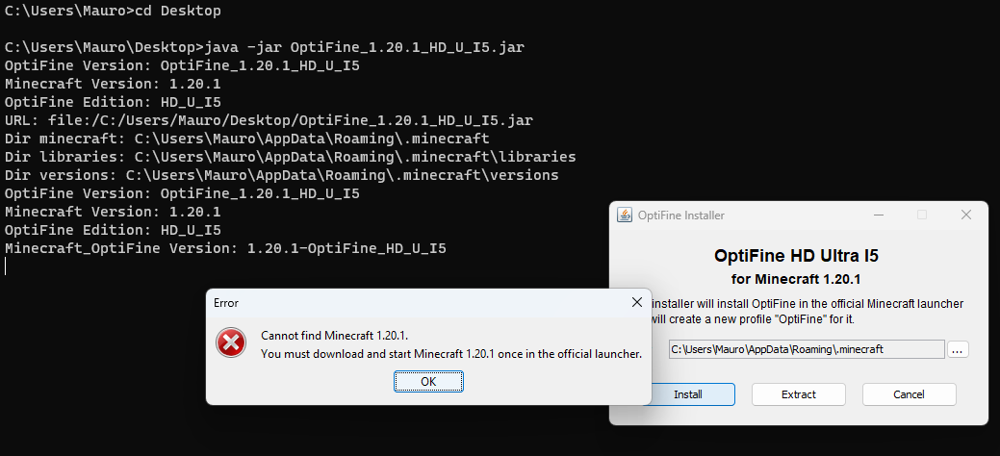 C:\Users\Mauro>cd Desktop
C:\Users\Mauro\Desktop>java -jar OptiFine_1.20.1_HD_U_I5.jar
OptiFine Version: OptiFine_1.20.1_HD_U_I5
Minecraft Version: 1.20.1
OptiFine Edition: HD_U_I5
URL: file:/C:/Users/Mauro/Desktop/OptiFine_1.20.1_HD_U_I5.jar
Dir minecraft: C:\Users\Mauro\AppData\Roaming\.minecraft
Dir libraries: C:\Users\Mauro\AppData\Roaming\.minecraft\libraries
Dir versions: C:\Users\Mauro\AppData\Roaming\.minecraft\versions
OptiFine Version: OptiFine_1.20.1_HD_U_I5
Minecraft Version: 1.20.1
OptiFine Edition: HD_U_I5
Minecraft_OptiFine Version: 1.20.1-OptiFine_HD_U_I5
OptiFine Installer
OptiFine HD Ultra I5
for Minecraft 1.20.1
installer will install OptiFine in the official Minecraft launcher
will create a new profile "OptiFine" for it.
C:\Users\Mauro\AppData\Roaming\.minecraft
...
Install
Extract
Cancel
Error
Cannot find Minecraft 1.20.1.
You must download and start Minecraft 1.20.1 once in the official launcher.
OK